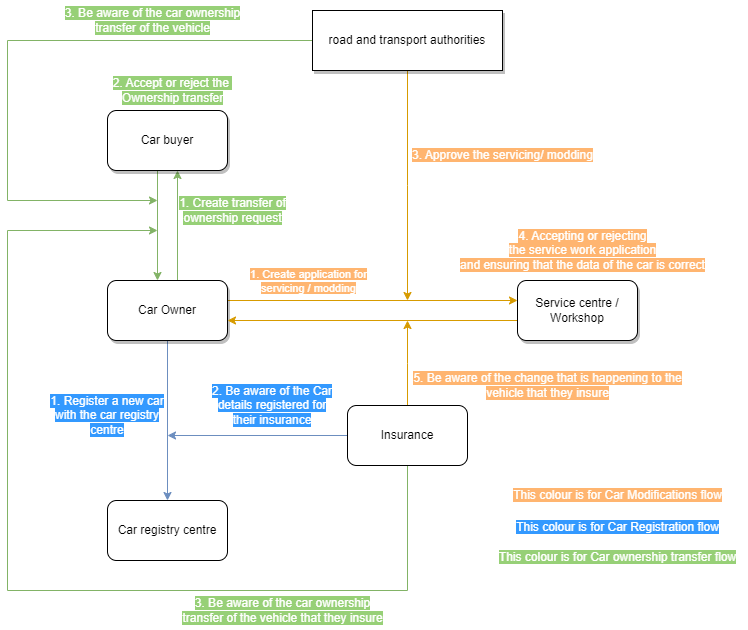 3. Be aware of the car ownership
transfer of the vehicle
road and transport authorities
2. Accept or reject the
Ownership transfer
Car buyer
3. Approve the servicing/ modding
1. Create transfer of
ownership request
4. Accepting or rejecting
the service work application
and ensuring that the data of the car is correct
1. Create application for
servicing / modding
Car Owner
Service centre /
Workshop
5. Be aware of the change that is happening to the
vehicle that they insure
1. Register a new car
with the car registry
centre
2. Be aware of the Car
details registered for
their insurance
Insurance
This colour is for Car Modifications flow
Car registry centre
This colour is for Car Registration flow
This colour is for Car ownership transfer flow
3. Be aware of the car ownership
transfer of the vehicle that they insure